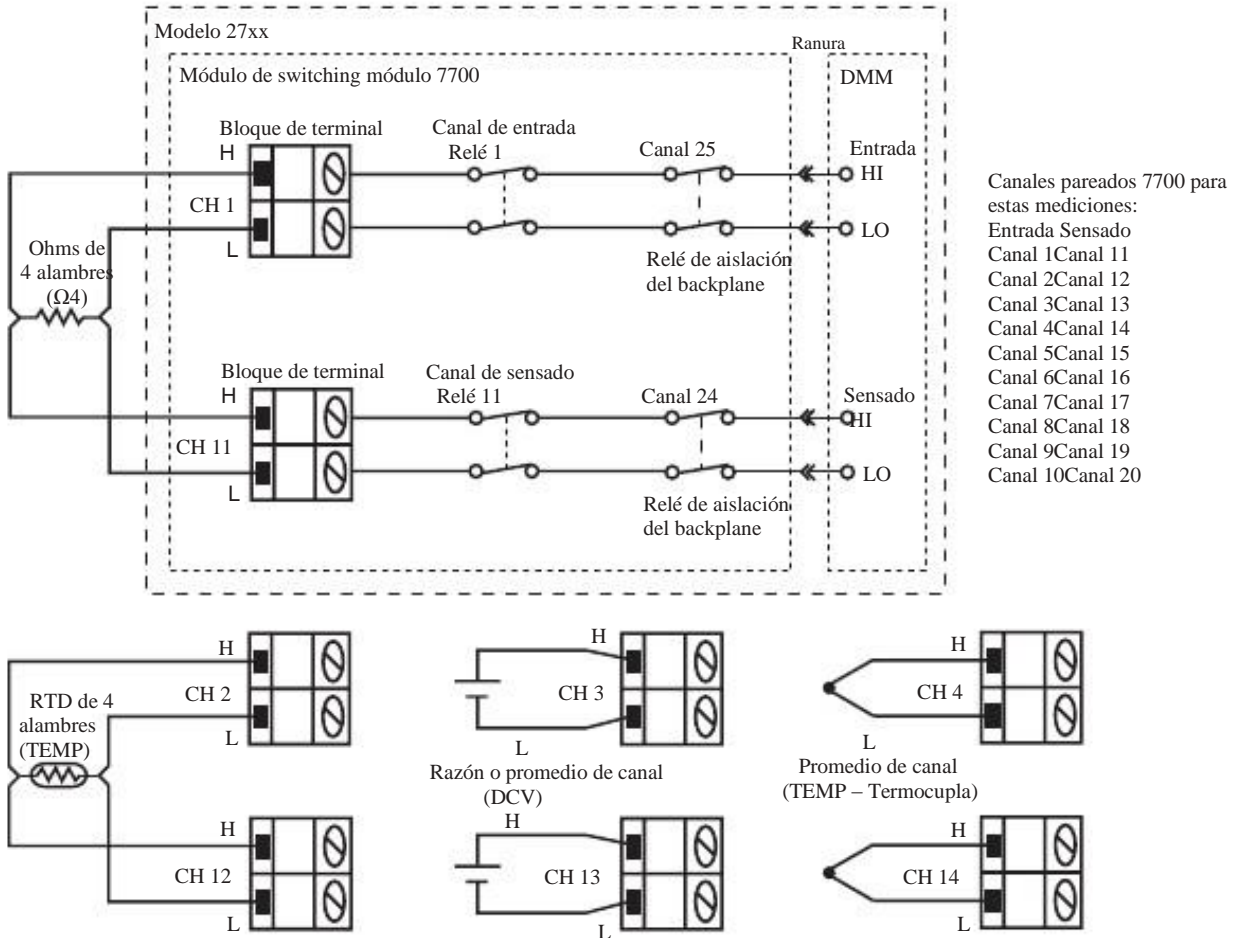 Modelo 27xx
Ranura
Módulo de switching módulo 7700
DMM
Bloque de terminal
H
CH 1
L
Canal de entrada
Relé 1
Canal 25
Entrada
HI
LO
Relé de aislación
del backplane
Ohms de
4 alambres
(Ω4)
Bloque de terminal
H
CH 11
L
Canal de sensado
Relé 11
Canal 24
Sensado
HI
LO
Relé de aislación
del backplane
Canales pareados 7700 para
estas mediciones:
Entrada Sensado
Canal 1Canal 11
Canal 2Canal 12
Canal 3Canal 13
Canal 4Canal 14
Canal 5Canal 15
Canal 6Canal 16
Canal 7Canal 17
Canal 8Canal 18
Canal 9Canal 19
Canal 10Canal 20
H
CH 2
L
RTD de 4
alambres
(TEMP)
H
CH 12
L
H
CH 3
L
Razón o promedio de canal
(DCV)
H
CH 13
L
H
CH 4
L
Promedio de canal
(TEMP – Termocupla)
H
CH 14
L